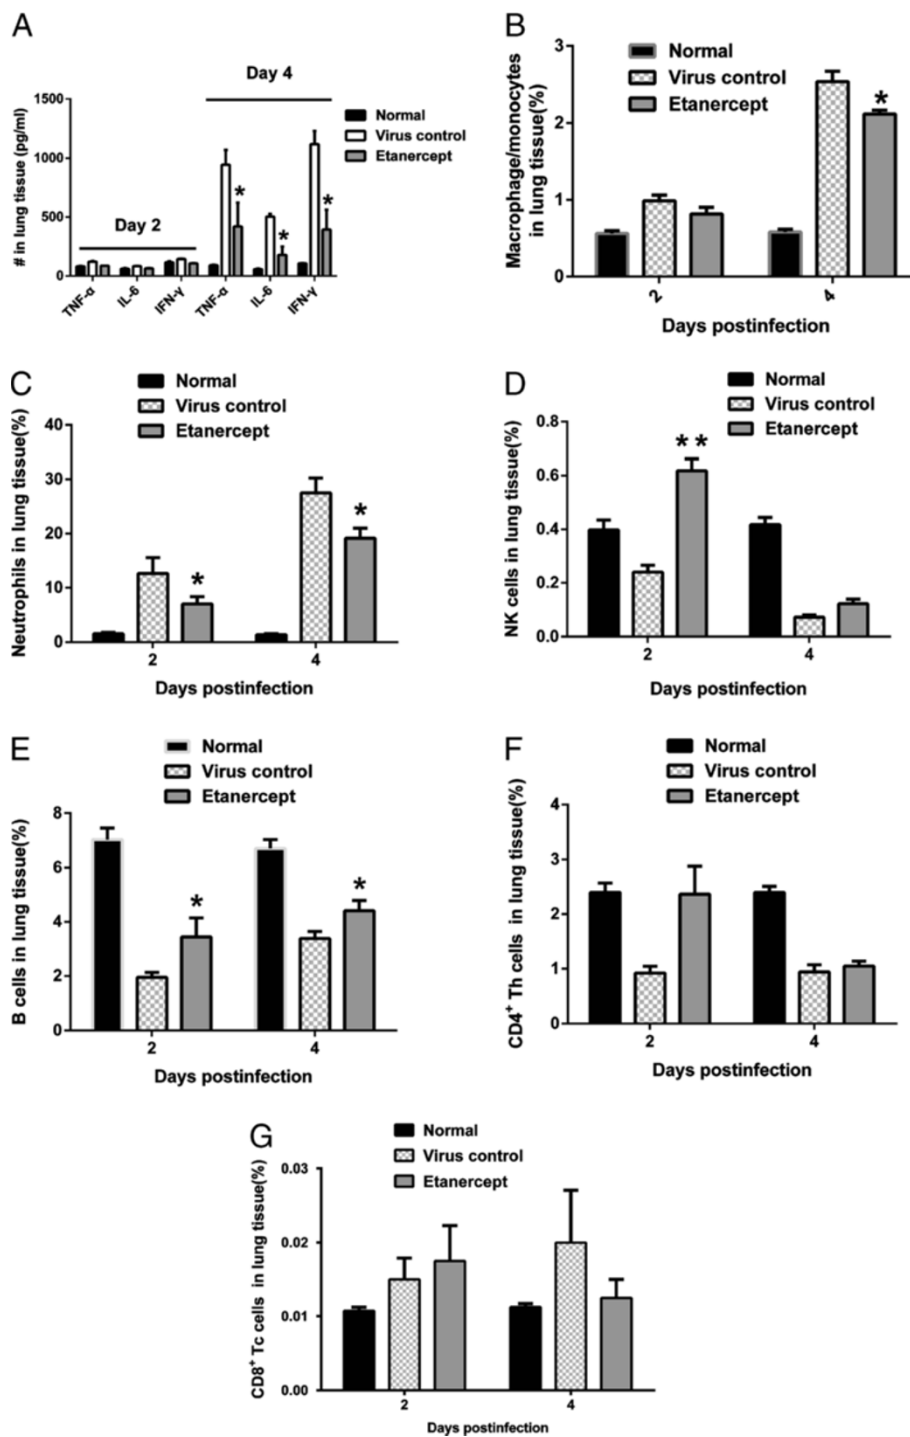 A
Day 4
1500
1000
500
0
# in lung tissue (pg/ml)
Normal
Virus control
Etanercept
Day 2
*
*
*
TNF-α
IL-6
IFN-γ
TNF-α
IL-6
IFN-γ
B
Normal
Virus control
Etanercept
3
2
1
0
Macrophage/monocytes
in lung tissue(%)
*
2
4
Days postinfection
C
Normal
Virus control
Etanercept
40
30
20
10
0
Neutrophils in lung tissue(%)
*
*
2
4
Days postinfection
D
Normal
Virus control
Etanercept
0.8
0.6
0.4
0.2
0.0
NK cells in lung tissue(%)
**
2
4
Days postinfection
E
Normal
Virus control
Etanercept
8
6
4
2
0
B cells in lung tissue(%)
*
*
2
4
Days postinfection
F
Normal
Virus control
Etanercept
4
3
2
1
0
CD4+ Th cells in lung tissue(%)
2
4
Days postinfection
G
Normal
Virus control
Etanercept
0.03
0.02
0.01
0.00
CD8+ Tc cells in lung tissue(%)
2
4
Days postinfection